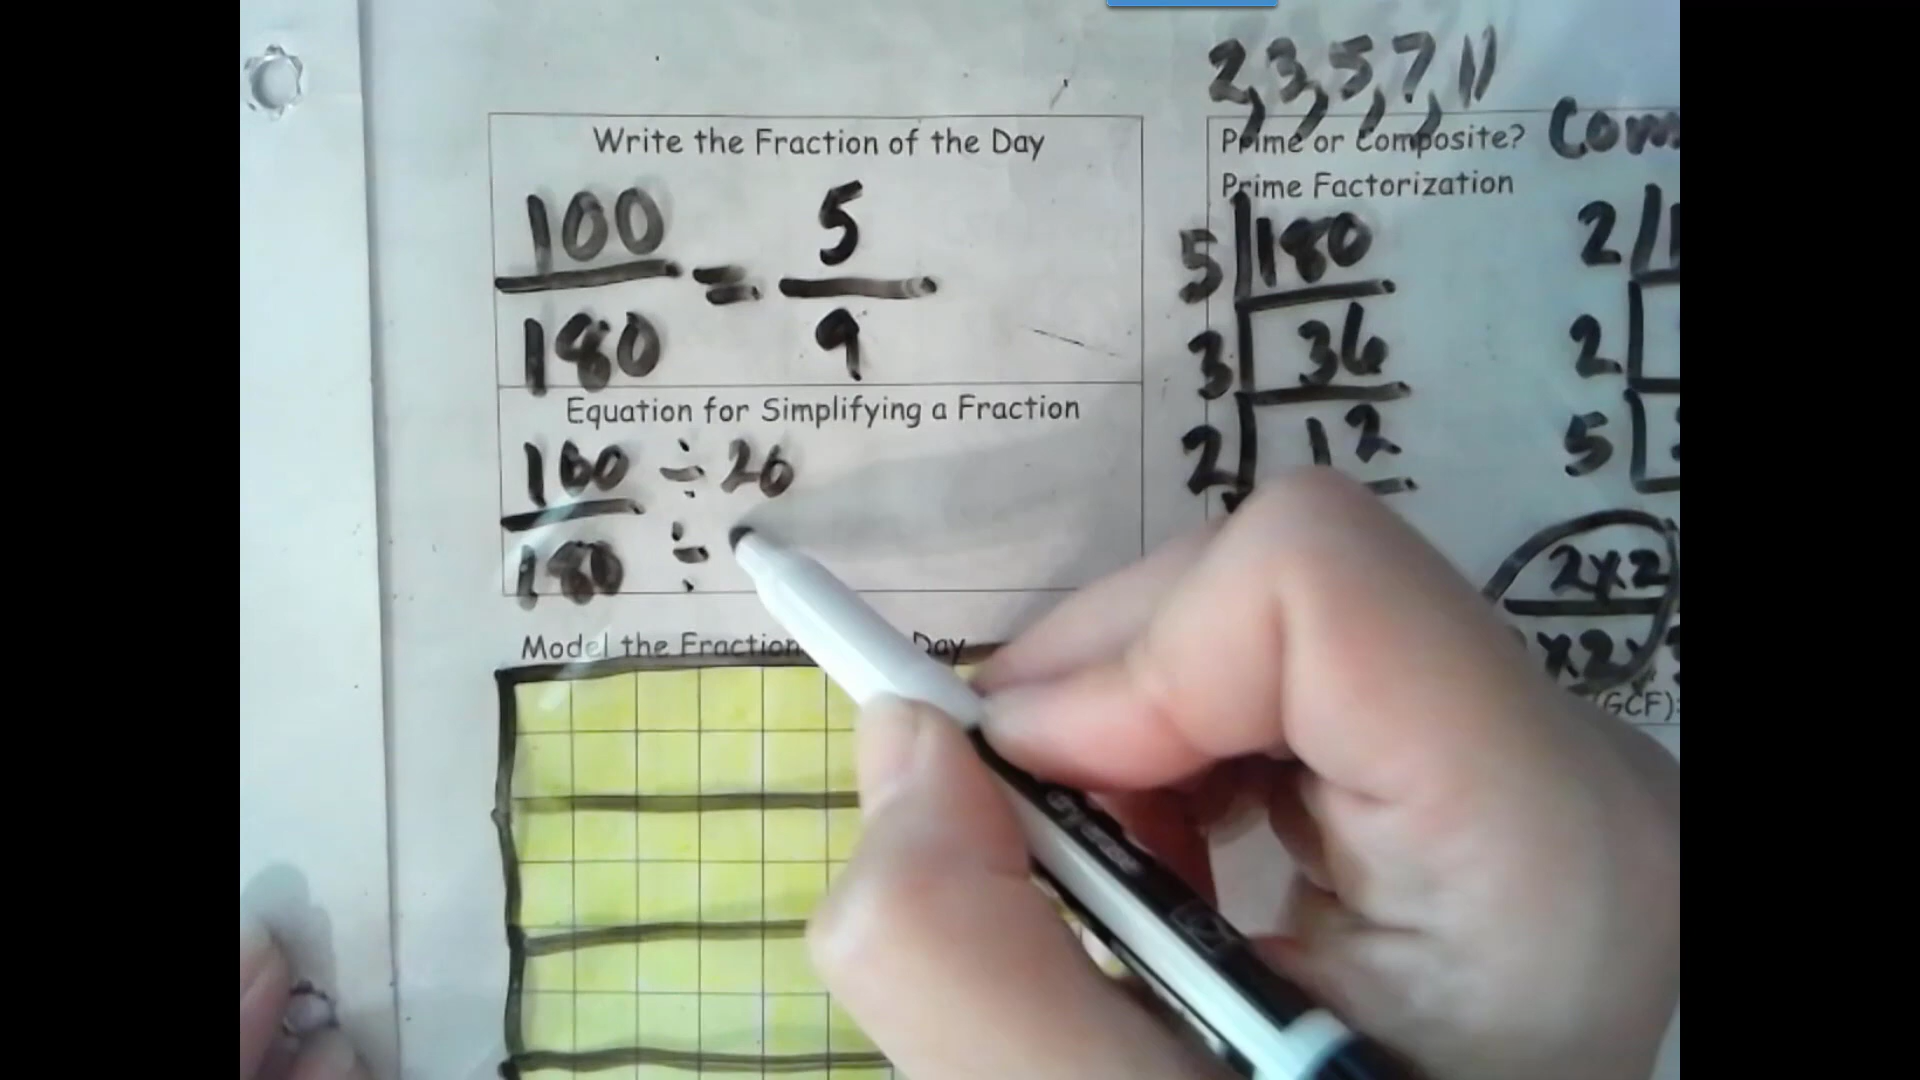 2, 3, 5, 7, 11
Write the Fraction of the Day
100
180
=
5
9
Equation for Simplifying a Fraction
100 ÷ 20
180 ÷
Model the Fraction
Day
Prime or Composite? Com
Prime Factorization
5 180
3 36
2 12
2 1
2
5
2x2
x2x
(GCF):